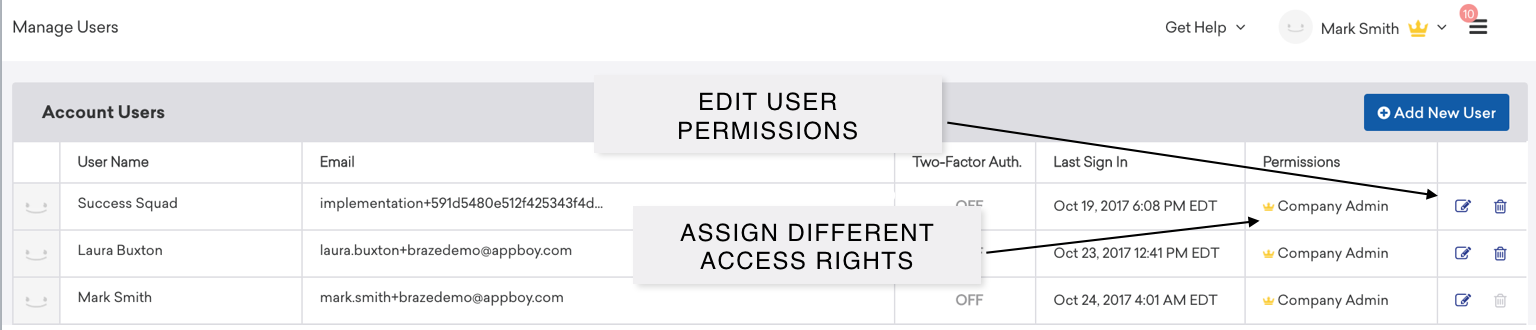 Manage Users
Get Help
Mark Smith
10
Account Users
EDIT USER
PERMISSIONS
Add New User
User Name
Email
Two-Factor Auth.
Last Sign In
Permissions
Success Squad
implementation+591d5480e512f425343f4d...
OFF
Oct 19, 2017 6:08 PM EDT
Company Admin
ASSIGN DIFFERENT
ACCESS RIGHTS
Laura Buxton
laura.buxton+brazedemo@appboy.com
Oct 23, 2017 12:41 PM EDT
Company Admin
Mark Smith
mark.smith+brazedemo@appboy.com
OFF
Oct 24, 2017 4:01 AM EDT
Company Admin